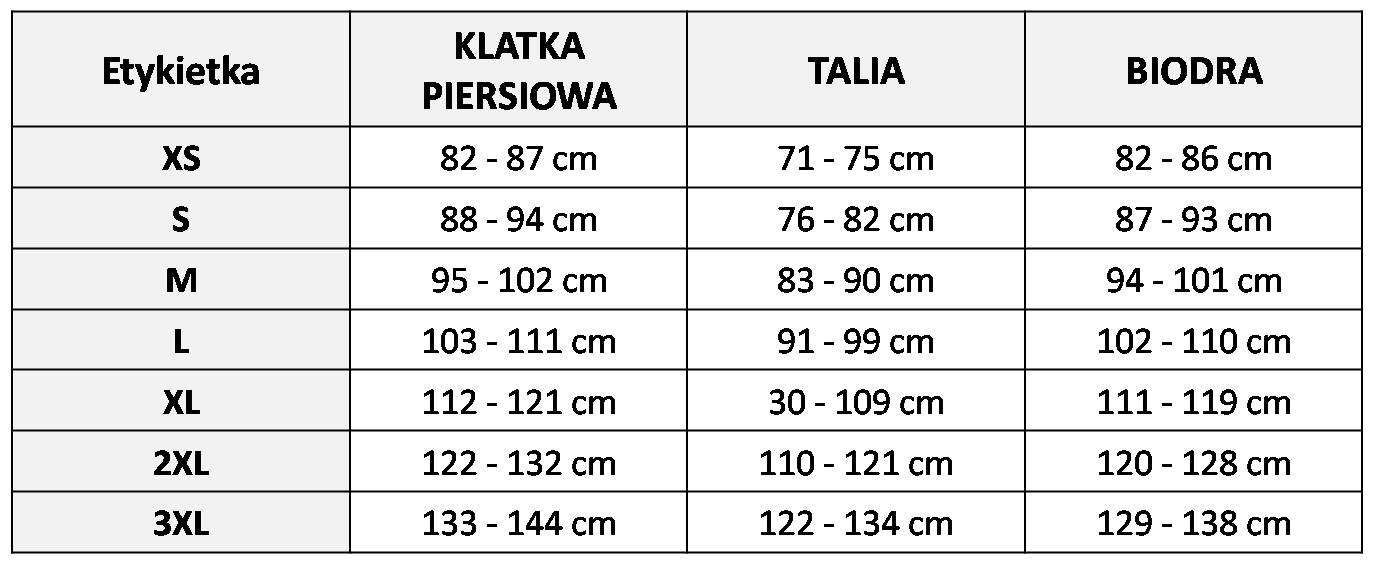 Etykietka KLATKA PIERSIOWA TALIA BIODRA
XS 82 - 87 cm 71 - 75 cm 82 - 86 cm
S 88 - 94 cm 76 - 82 cm 87 - 93 cm
M 95 - 102 cm 83 - 90 cm 94 - 101 cm
L 103 - 111 cm 91 - 99 cm 102 - 110 cm
XL 112 - 121 cm 30 - 109 cm 111 - 119 cm
2XL 122 - 132 cm 110 - 121 cm 120 - 128 cm
3XL 133 - 144 cm 122 - 134 cm 129 - 138 cm